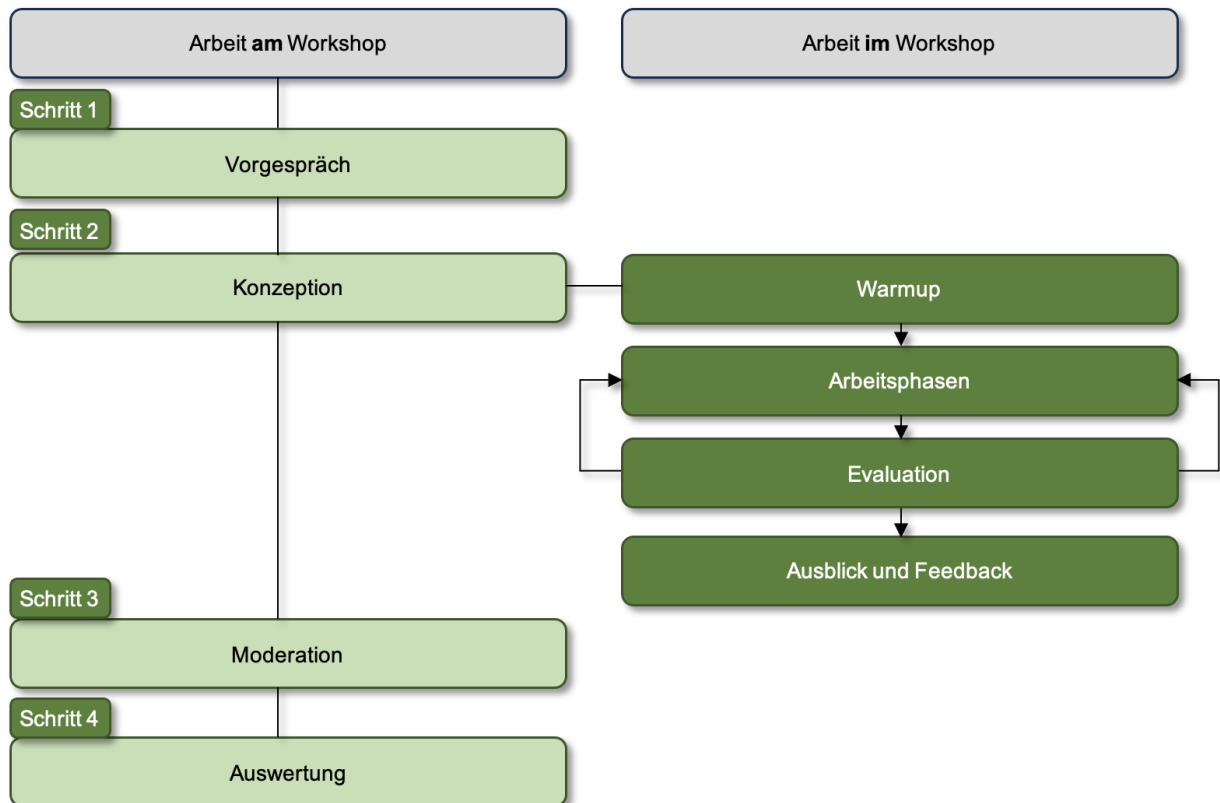 Arbeit am Workshop
Arbeit im Workshop
Schritt 1
Vorgespräch
Schritt 2
Konzeption
Warmup
Arbeitsphasen
Evaluation
Ausblick und Feedback
Schritt 3
Moderation
Schritt 4
Auswertung